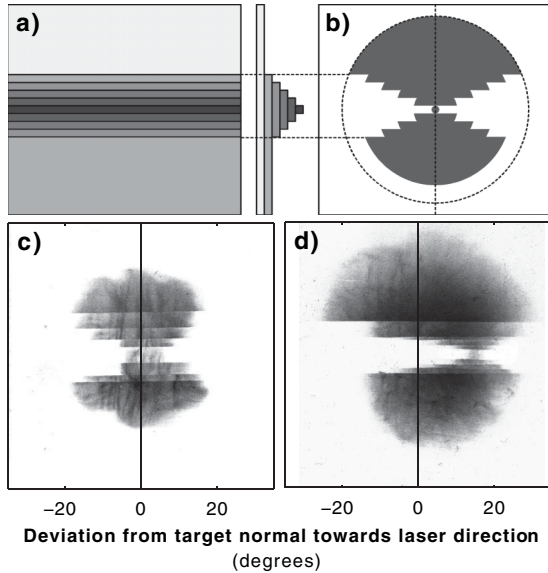 a)
b)
c)
d)
−20
0
20
−20
0
20
Deviation from target normal towards laser direction
(degrees)